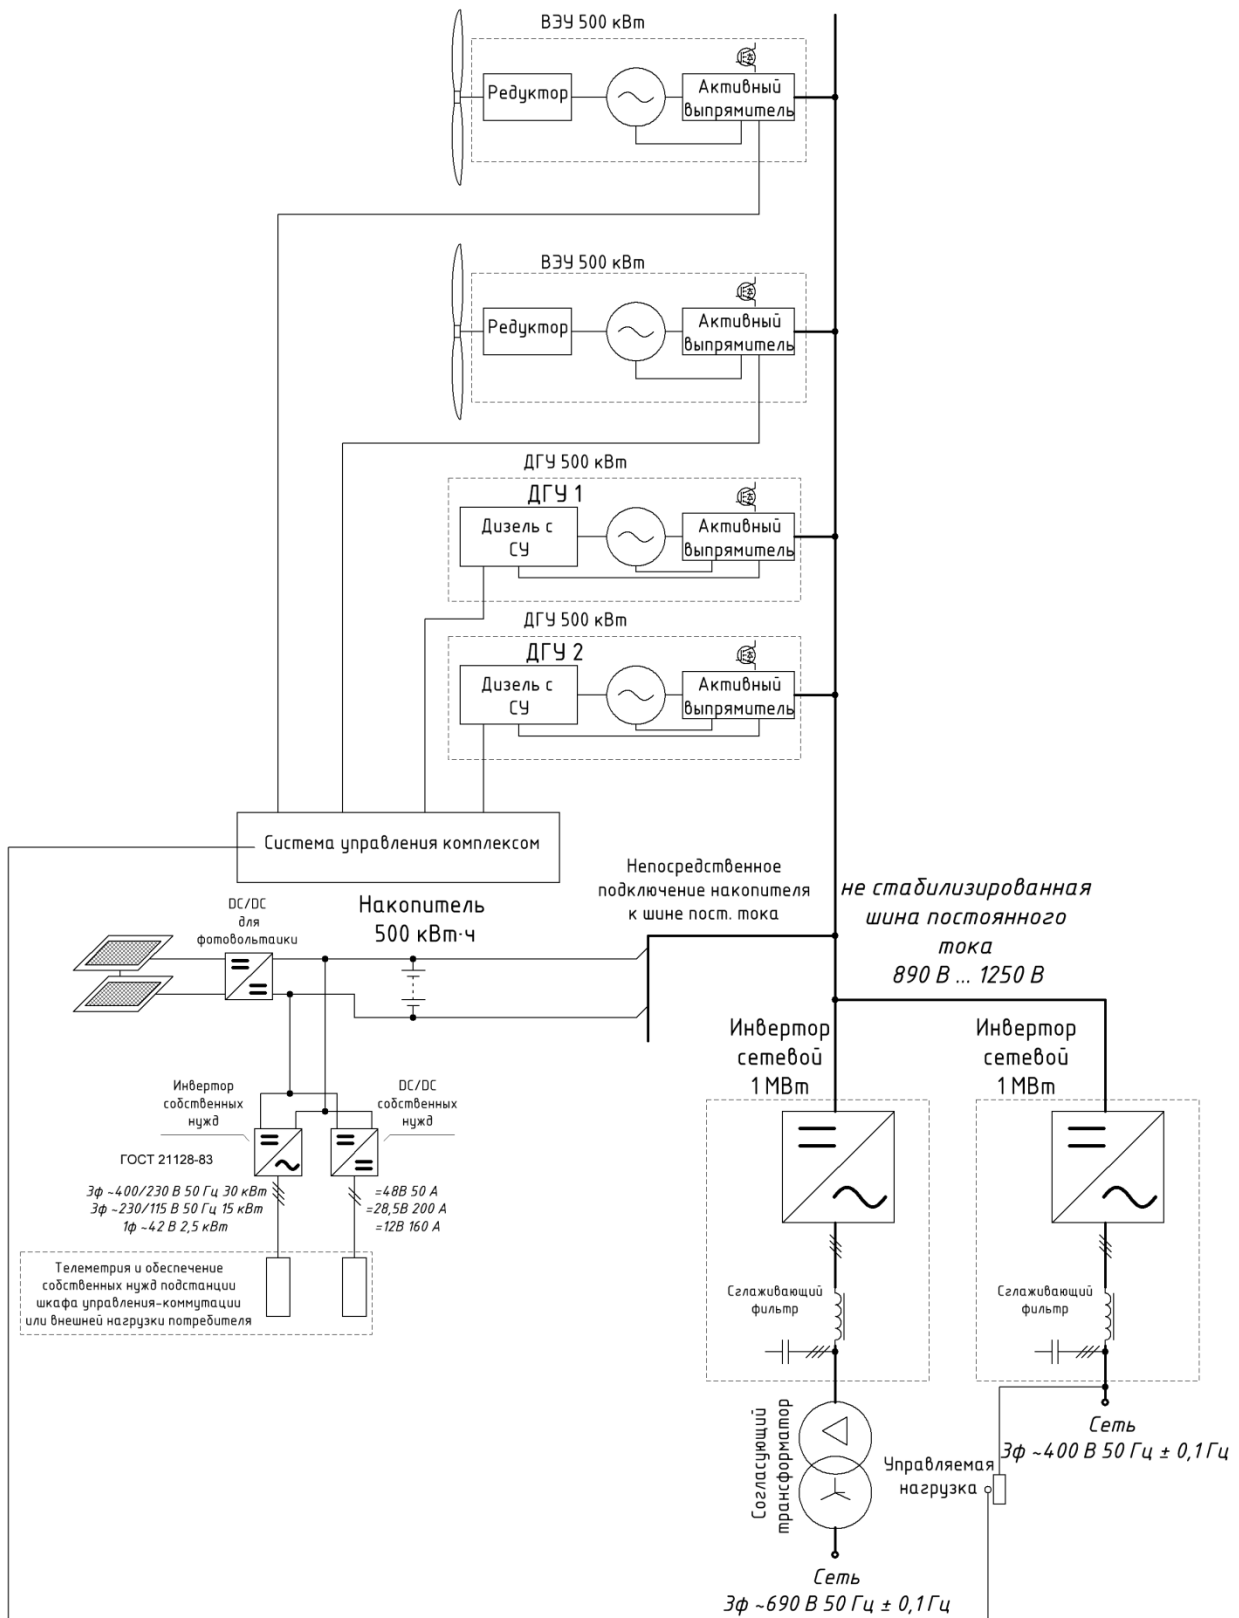 ВЭУ 500 кВт
Редуктор
Активный
выпрямитель
ВЭУ 500 кВт
Редуктор
Активный
выпрямитель
ДГУ 500 кВт
ДГУ 1
Дизель с
СУ
Активный
выпрямитель
ДГУ 500 кВт
ДГУ 2
Дизель с
СУ
Активный
выпрямитель
Система управления комплексом
Непосредственное
подключение накопителя
к шине пост. тока
не стабилизированная
шина постоянного
тока
890 В ... 1250 В
DC/DC
для
фотовольтаики
Накопитель
500 кВт·ч
Инвертор
сетевой
1 МВт
Инвертор
сетевой
1 МВт
Инвертор
собственных
нужд
DC/DC
собственных
нужд
ГОСТ 21128-83
3ф ~400/230 В 50 Гц 30 кВт
3ф ~230/115 В 50 Гц 15 кВт
1ф ~42 В 2,5 кВт
=48В 50 А
=28,5В 200 А
=12В 160 А
Телеметрия и обеспечение
собственных нужд подстанции
шкафа управления-коммутации
или внешней нагрузки потребителя
Сглаживающий
фильтр
Сглаживающий
фильтр
Согласующий
трансформатор
Управляемая
нагрузка
Сеть
3ф ~400 В 50 Гц ± 0,1 Гц
Сеть
3ф ~690 В 50 Гц ± 0,1 Гц